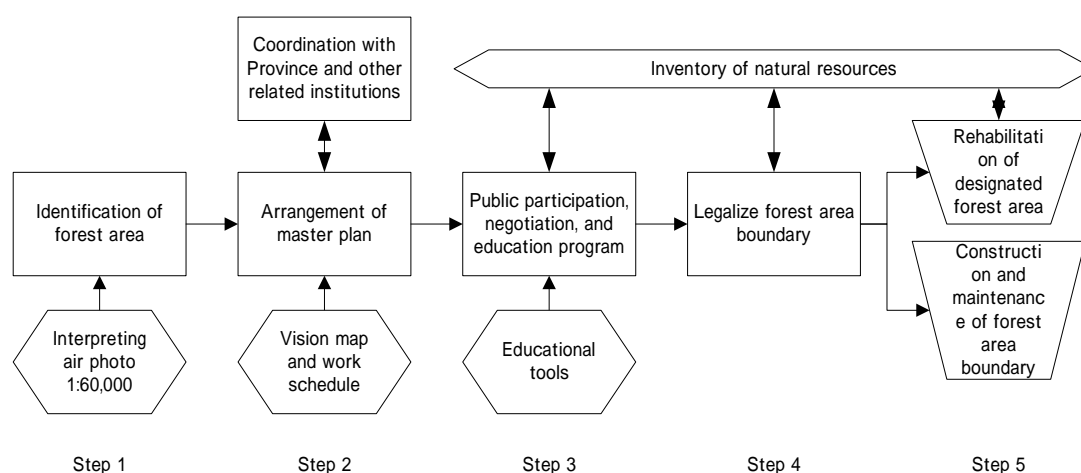 Coordination with
Province and other
related institutions
Inventory of natural resources
Identification of
forest area
Arrangement of
master plan
Public participation,
negotiation, and
education program
Legalize forest area
boundary
Rehabilitati
on of
designated
forest area
Constructi
on and
maintenanc
e of forest
area
boundary
Interpreting
air photo
1:60,000
Vision map
and work
schedule
Educational
tools
Step 1
Step 2
Step 3
Step 4
Step 5